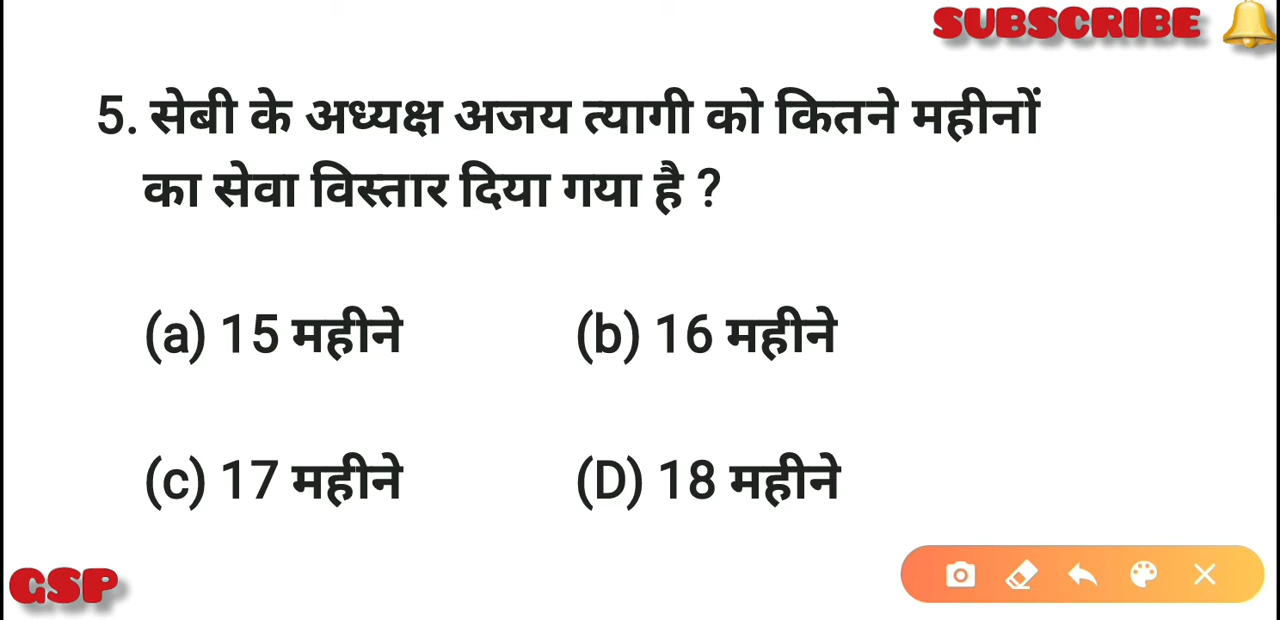 SUBSCRIBE
5. सेबी के अध्यक्ष अजय त्यागी को कितने महीनों
का सेवा विस्तार दिया गया है ?
(a) 15 महीने (b) 16 महीने
(c) 17 महीने (D) 18 महीने
GSP